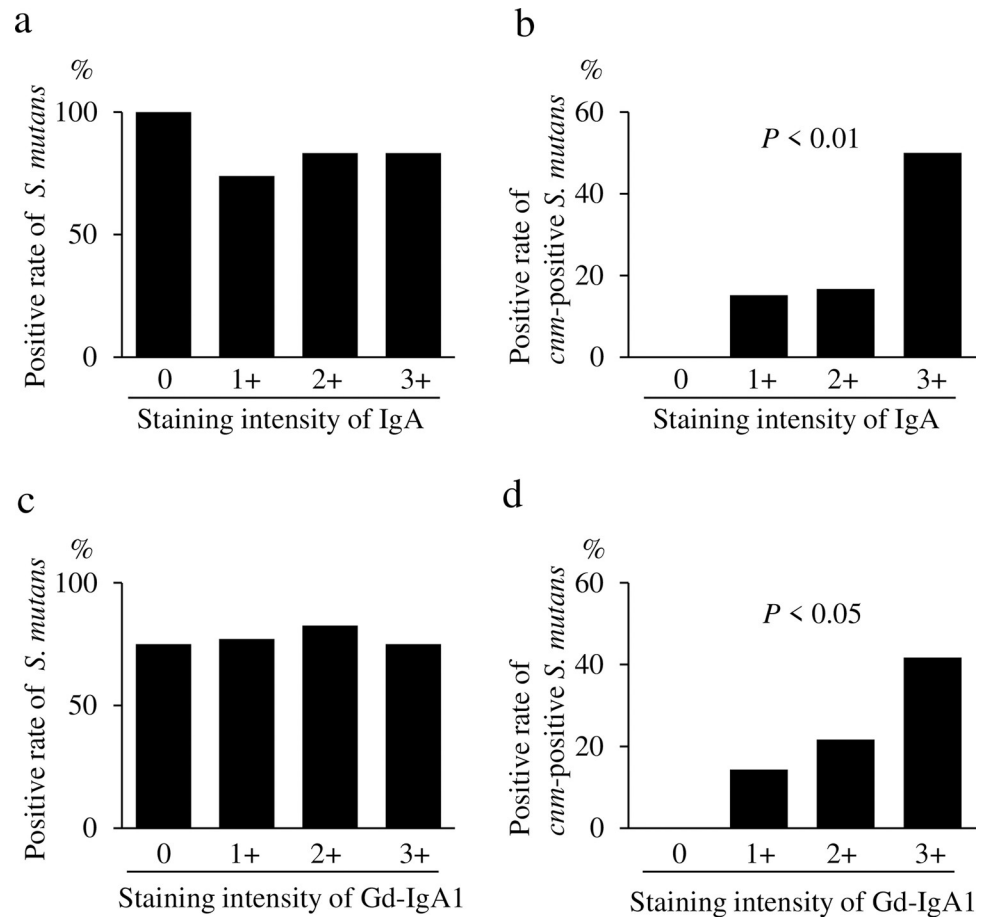 a
%
Positive rate of S. mutans
100
50
0
0 1+ 2+ 3+
Staining intensity of IgA
b
%
Positive rate of
cnm-positive S. mutans
60
40
20
0
P < 0.01
0 1+ 2+ 3+
Staining intensity of IgA
c
%
Positive rate of S. mutans
100
50
0
0 1+ 2+ 3+
Staining intensity of Gd-IgA1
d
%
Positive rate of
cnm-positive S. mutans
60
40
20
0
P < 0.05
0 1+ 2+ 3+
Staining intensity of Gd-IgA1